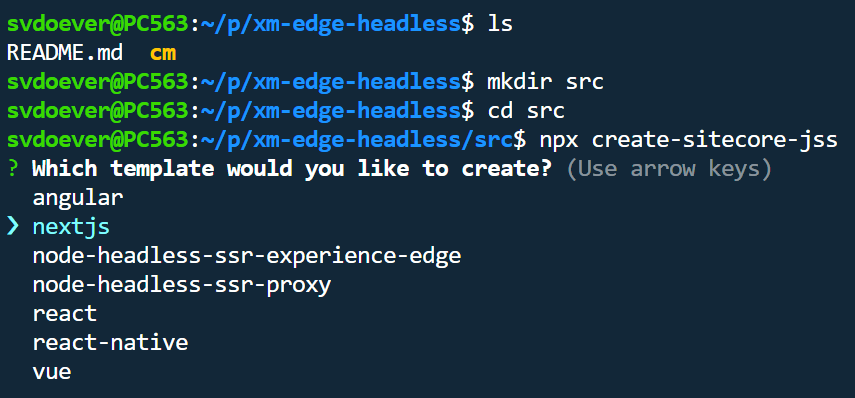 svdoever@PC563:~/p/xm-edge-headless$ ls
README.md  cm
svdoever@PC563:~/p/xm-edge-headless$ mkdir src
svdoever@PC563:~/p/xm-edge-headless$ cd src
svdoever@PC563:~/p/xm-edge-headless/src$ npx create-sitecore-jss
? Which template would you like to create? (Use arrow keys)
  angular
❯ nextjs
  node-headless-ssr-experience-edge
  node-headless-ssr-proxy
  react
  react-native
  vue